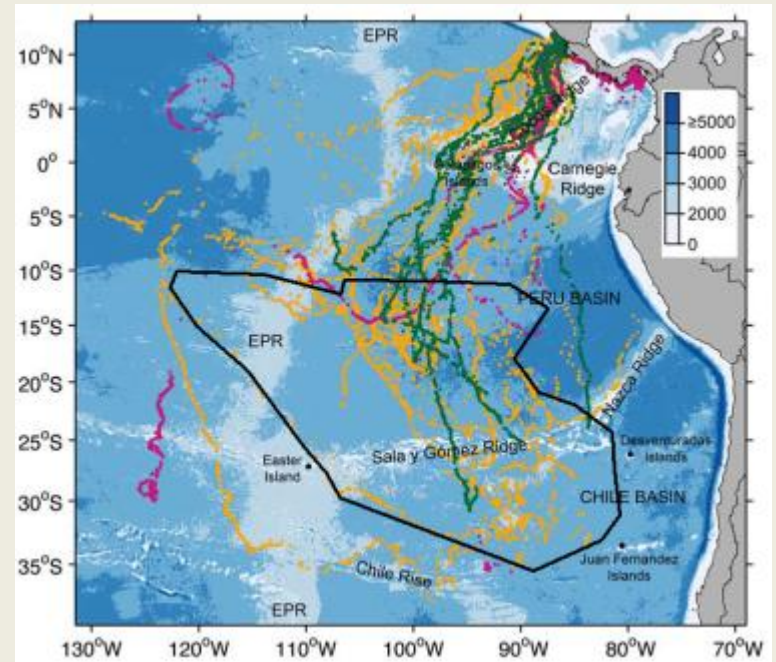 10°N
5°N
0°
5°S
10°S
15°S
20°S
25°S
30°S
35°S
EPR
Ridge
Islands
Carnegie
Ridge
≥5000
4000
3000
2000
0
PERU BASIN
EPR
Nazca Ridge
Sala y Gómez Ridge
Easter
Island
Desventuradas
Islands
CHILE BASIN
Juan Fernandez
Islands
Chile Rise
EPR
130°W
120°W
110°W
100°W
90°W
80°W
70°W